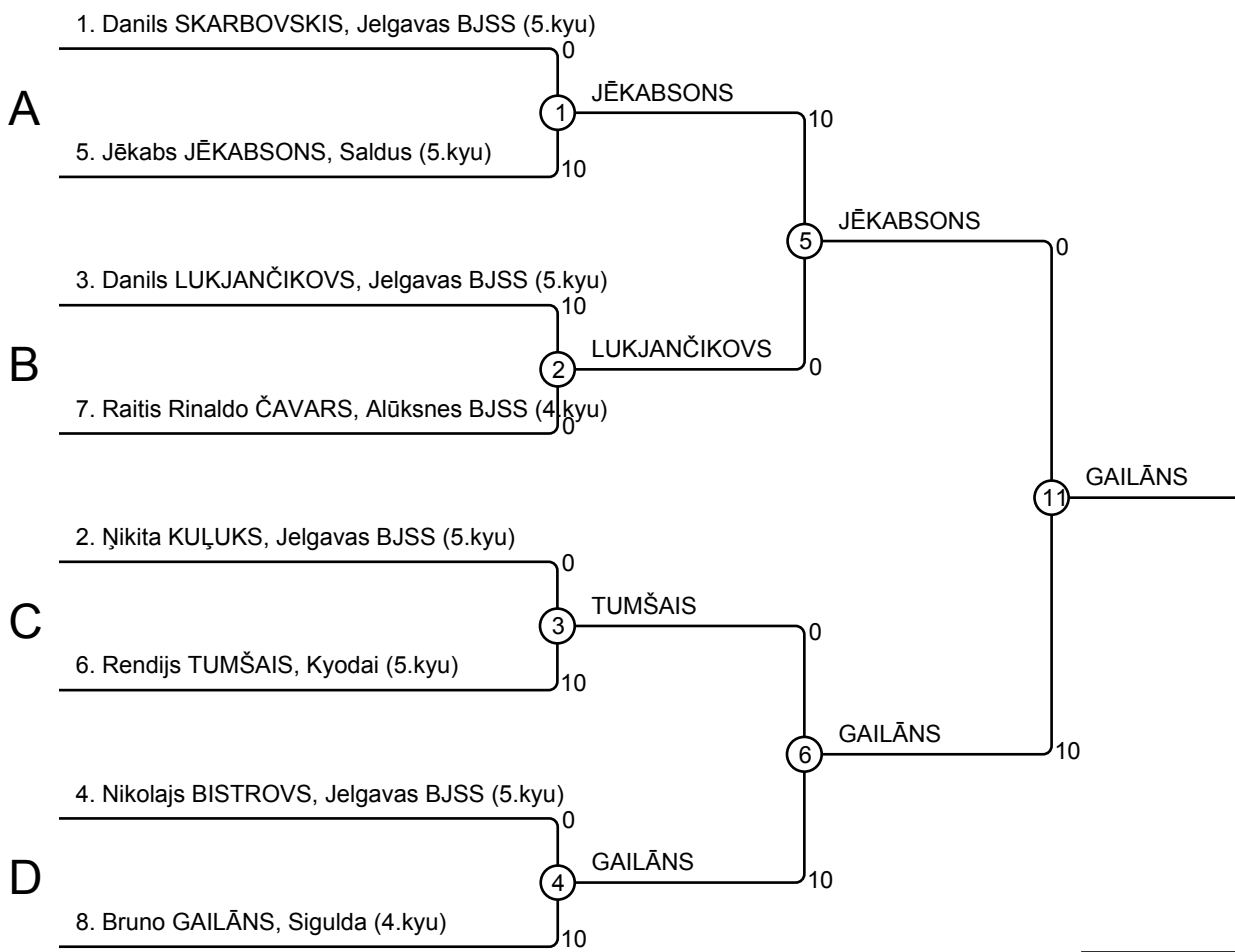 1. Danils SKARBOVSKIS, Jelgavas BJSS (5.kyu)
0
A
1
JĒKABSONS
10
5. Jēkabs JĒKABSONS, Saldus (5.kyu)
10
5
JĒKABSONS
0
3. Danils LUKJANČIKOVS, Jelgavas BJSS (5.kyu)
10
B
2
LUKJANČIKOVS
0
7. Raitis Rinaldo ČAVARS, Alūksnes BJSS (4.kyu)
0
11
GAILĀNS
2. Ņikita KUĻUKS, Jelgavas BJSS (5.kyu)
0
C
3
TUMŠAIS
0
6. Rendijs TUMŠAIS, Kyodai (5.kyu)
10
6
GAILĀNS
10
4. Nikolajs BISTROVS, Jelgavas BJSS (5.kyu)
0
D
4
GAILĀNS
10
8. Bruno GAILĀNS, Sigulda (4.kyu)
10